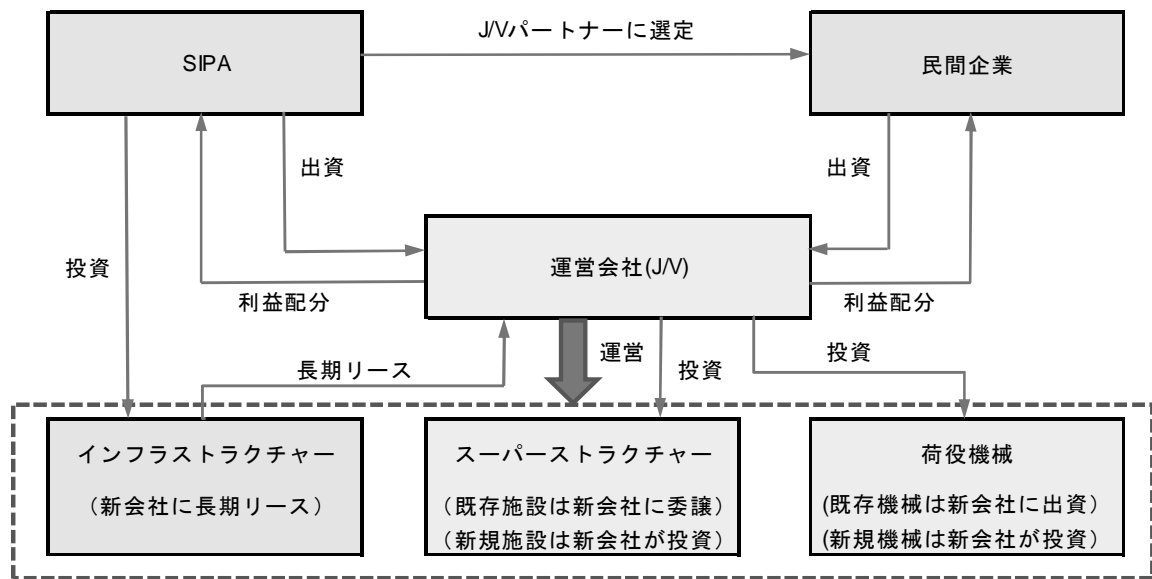 J/Vパートナーに選定
SIPA
民間企業
出資
出資
運営会社(J/V)
投資
利益配分
利益配分
長期リース
運営
投資
投資
インフラストラクチャー
（新会社に長期リース）
スーパーストラクチャー
（既存施設は新会社に委譲）
（新規施設は新会社が投資）
荷役機械
(既存機械は新会社に出資）
(新規機械は新会社が投資）